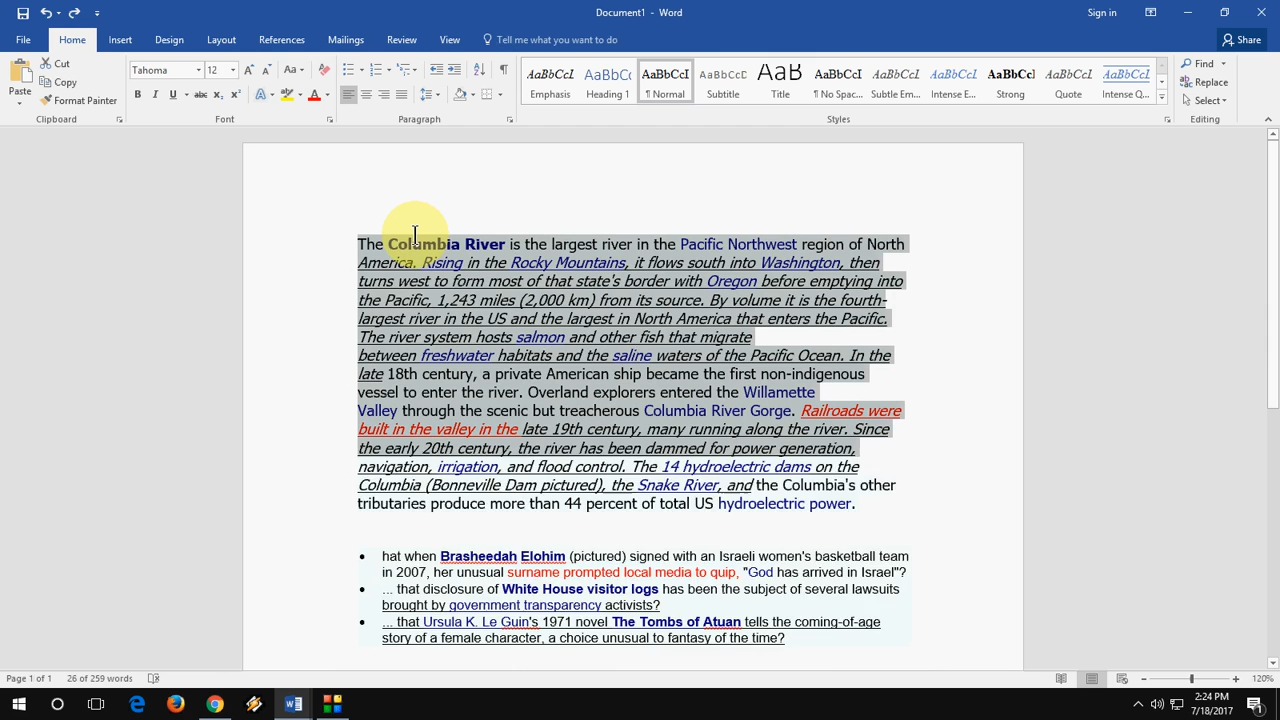 Document1 - Word
Sign in
File Home Insert Design Layout References Mailings Review View Tell me what you want to do Share
Paste
Cut
Copy
Format Painter
Clipboard
Tahoma 12
Aa
B I U abc X₂ X² A A
Font
Paragraph
AaBbCcI AaBbCc AaBbCcI AaBbCcD AaB AaBbCcI AaBbCcI AaBbCcI AaBbCcI AaBbCcI AaBbCcI
Emphasis Heading 1 ¶ Normal Subtitle Title ¶ No Spac... Subtle Em... Intense E... Strong Quote Intense Q...
Styles
Find
Replace
Select
Editing
The Columbia River is the largest river in the Pacific Northwest region of North
America. Rising in the Rocky Mountains, it flows south into Washington, then
turns west to form most of that state's border with Oregon before emptying into
the Pacific, 1,243 miles (2,000 km) from its source. By volume it is the fourth-
largest river in the US and the largest in North America that enters the Pacific.
The river system hosts salmon and other fish that migrate
between freshwater habitats and the saline waters of the Pacific Ocean. In the
late 18th century, a private American ship became the first non-indigenous
vessel to enter the river. Overland explorers entered the Willamette
Valley through the scenic but treacherous Columbia River Gorge. Railroads were
built in the valley in the late 19th century, many running along the river. Since
the early 20th century, the river has been dammed for power generation,
navigation, irrigation, and flood control. The 14 hydroelectric dams on the
Columbia (Bonneville Dam pictured), the Snake River, and the Columbia's other
tributaries produce more than 44 percent of total US hydroelectric power.
• hat when Brasheedah Elohim (pictured) signed with an Israeli women's basketball team
in 2007, her unusual surname prompted local media to quip, "God has arrived in Israel"?
• ... that disclosure of White House visitor logs has been the subject of several lawsuits
brought by government transparency activists?
• ... that Ursula K. Le Guin's 1971 novel The Tombs of Atuan tells the coming-of-age
story of a female character, a choice unusual to fantasy of the time?
Page 1 of 1 26 of 259 words 120%
2:24 PM
7/18/2017